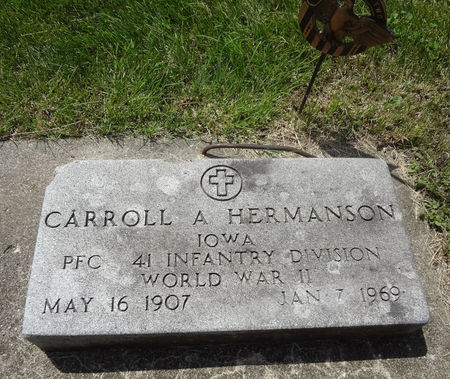 CARROLL A HERMANSON
IOWA
PFC 41 INFANTRY DIVISION
WORLD WAR II
MAY 16 1907 JAN 7 1969